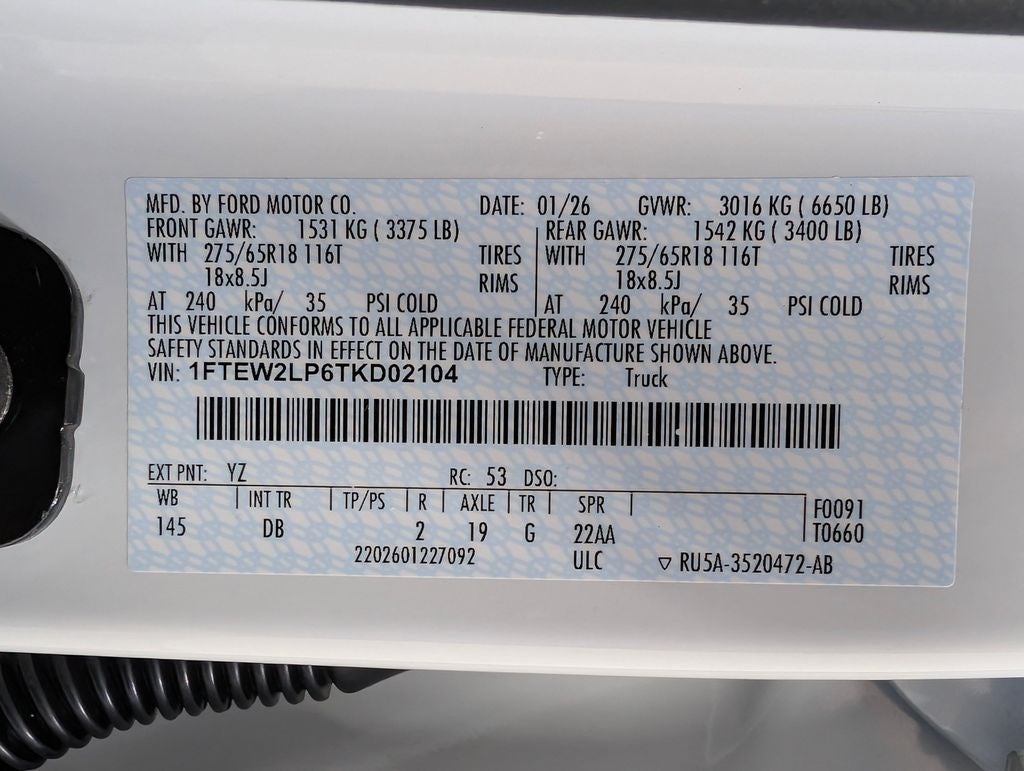 MFD. BY FORD MOTOR CO. DATE: 01/26 GVWR: 3016 KG ( 6650 LB)
FRONT GAWR: 1531 KG ( 3375 LB) REAR GAWR: 1542 KG ( 3400 LB)
WITH 275/65R18 116T TIRES WITH 275/65R18 116T TIRES
18x8.5J RIMS 18x8.5J RIMS
AT 240 kPa/ 35 PSI COLD AT 240 kPa/ 35 PSI COLD
THIS VEHICLE CONFORMS TO ALL APPLICABLE FEDERAL MOTOR VEHICLE
SAFETY STANDARDS IN EFFECT ON THE DATE OF MANUFACTURE SHOWN ABOVE.
VIN: 1FTEW2LP6TKD02104 TYPE: Truck
EXT PNT: YZ RC: 53 DSO:
WB INT TR TP/PS R AXLE TR SPR F0091
145 DB 2 19 G 22AA T0660
2202601227092 ULC ▽ RU5A-3520472-AB